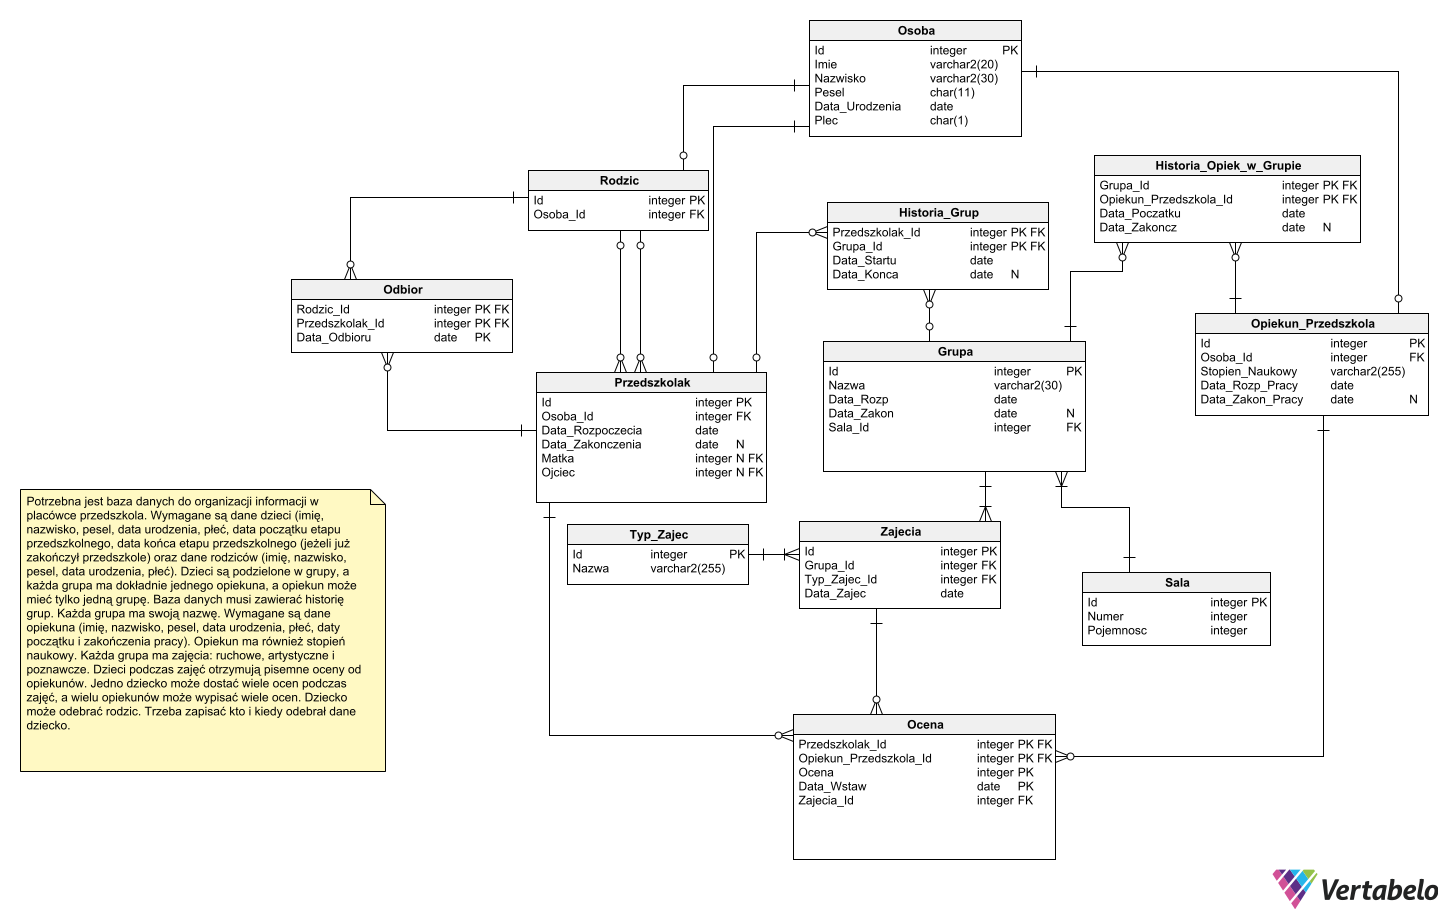 Osoba
Id integer PK
Imie varchar2(20)
Nazwisko varchar2(30)
Pesel char(11)
Data_Urodzenia date
Plec char(1)
Historia_Opiek_w_Grupie
Grupa_Id integer PK FK
Opiekun_Przedszkola_Id integer PK FK
Data_Poczatku date
Data_Zakoncz date N
Rodzic
Id integer PK
Osoba_Id integer FK
Historia_Grup
Przedszkolak_Id integer PK FK
Grupa_Id integer PK FK
Data_Startu date
Data_Konca date N
Odbior
Rodzic_Id integer PK FK
Przedszkolak_Id integer PK FK
Data_Odbioru date PK
Opiekun_Przedszkola
Id integer PK
Osoba_Id integer FK
Stopien_Naukowy varchar2(255)
Data_Rozp_Pracy date
Data_Zakon_Pracy date N
Grupa
Id integer PK
Nazwa varchar2(30)
Data_Rozp date
Data_Zakon date N
Sala_Id integer FK
Przedszkolak
Id integer PK
Osoba_Id integer FK
Data_Rozpoczecia date
Data_Zakonczenia date N
Matka integer N FK
Ojciec integer N FK
Potrzebna jest baza danych do organizacji informacji w
placówce przedszkola. Wymagane są dane dzieci (imię,
nazwisko, pesel, data urodzenia, płeć, data początku etapu
przedszkolnego, data końca etapu przedszkolnego (jeżeli już
zakończył przedszkole) oraz dane rodziców (imię, nazwisko,
pesel, data urodzenia, płeć). Dzieci są podzielone w grupy, a
każda grupa ma dokładnie jednego opiekuna, a opiekun może
mieć tylko jedną grupę. Baza danych musi zawierać historię
grup. Każda grupa ma swoją nazwę. Wymagane są dane
opiekuna (imię, nazwisko, pesel, data urodzenia, płeć, daty
początku i zakończenia pracy). Opiekun ma również stopień
naukowy. Każda grupa ma zajęcia: ruchowe, artystyczne i
poznawcze. Dzieci podczas zajęć otrzymują pisemne oceny od
opiekunów. Jedno dziecko może dostać wiele ocen podczas
zajęć, a wielu opiekunów może wypisać wiele ocen. Dziecko
może odebrać rodzic. Trzeba zapisać kto i kiedy odebrał dane
dziecko.
Typ_Zajec
Id integer PK
Nazwa varchar2(255)
Zajecia
Id integer PK
Grupa_Id integer FK
Typ_Zajec_Id integer FK
Data_Zajec date
Sala
Id integer PK
Numer integer
Pojemnosc integer
Ocena
Przedszkolak_Id integer PK FK
Opiekun_Przedszkola_Id integer PK FK
Ocena integer PK
Data_Wstaw date PK
Zajecia_Id integer FK
Vertabelo